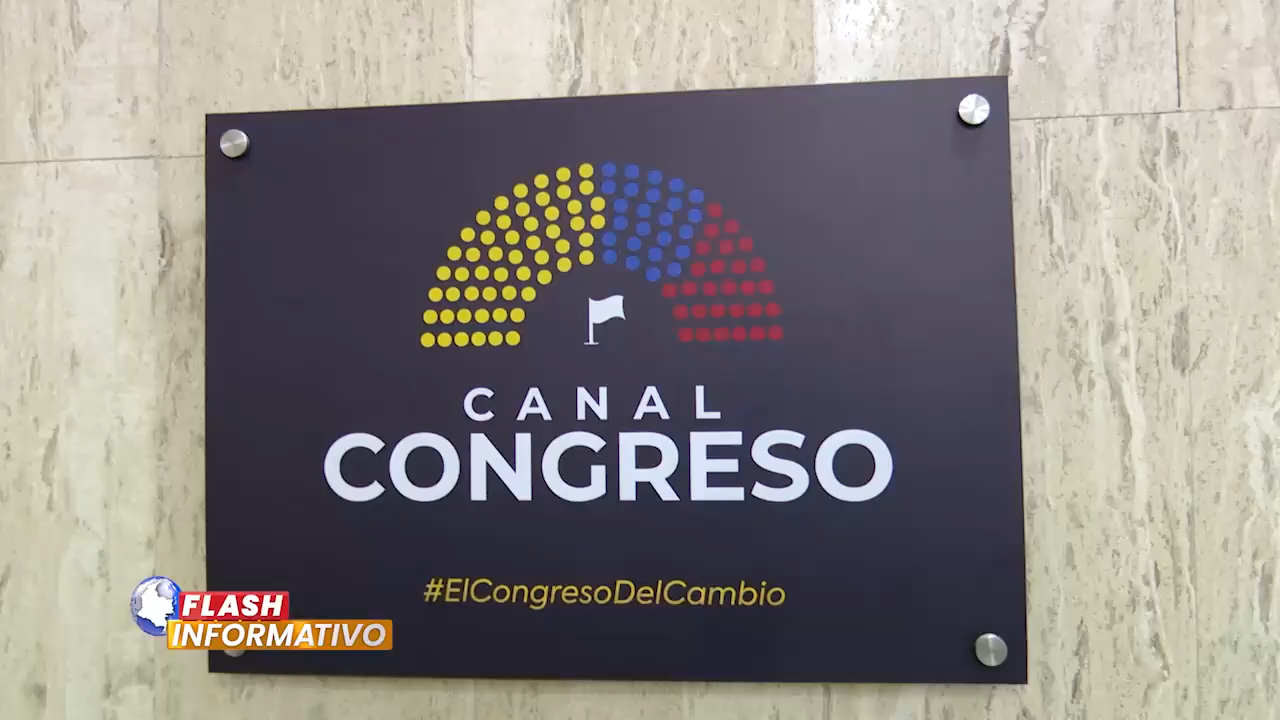 CANAL
CONGRESO
#ElCongresoDelCambio
FLASH
INFORMATIVO